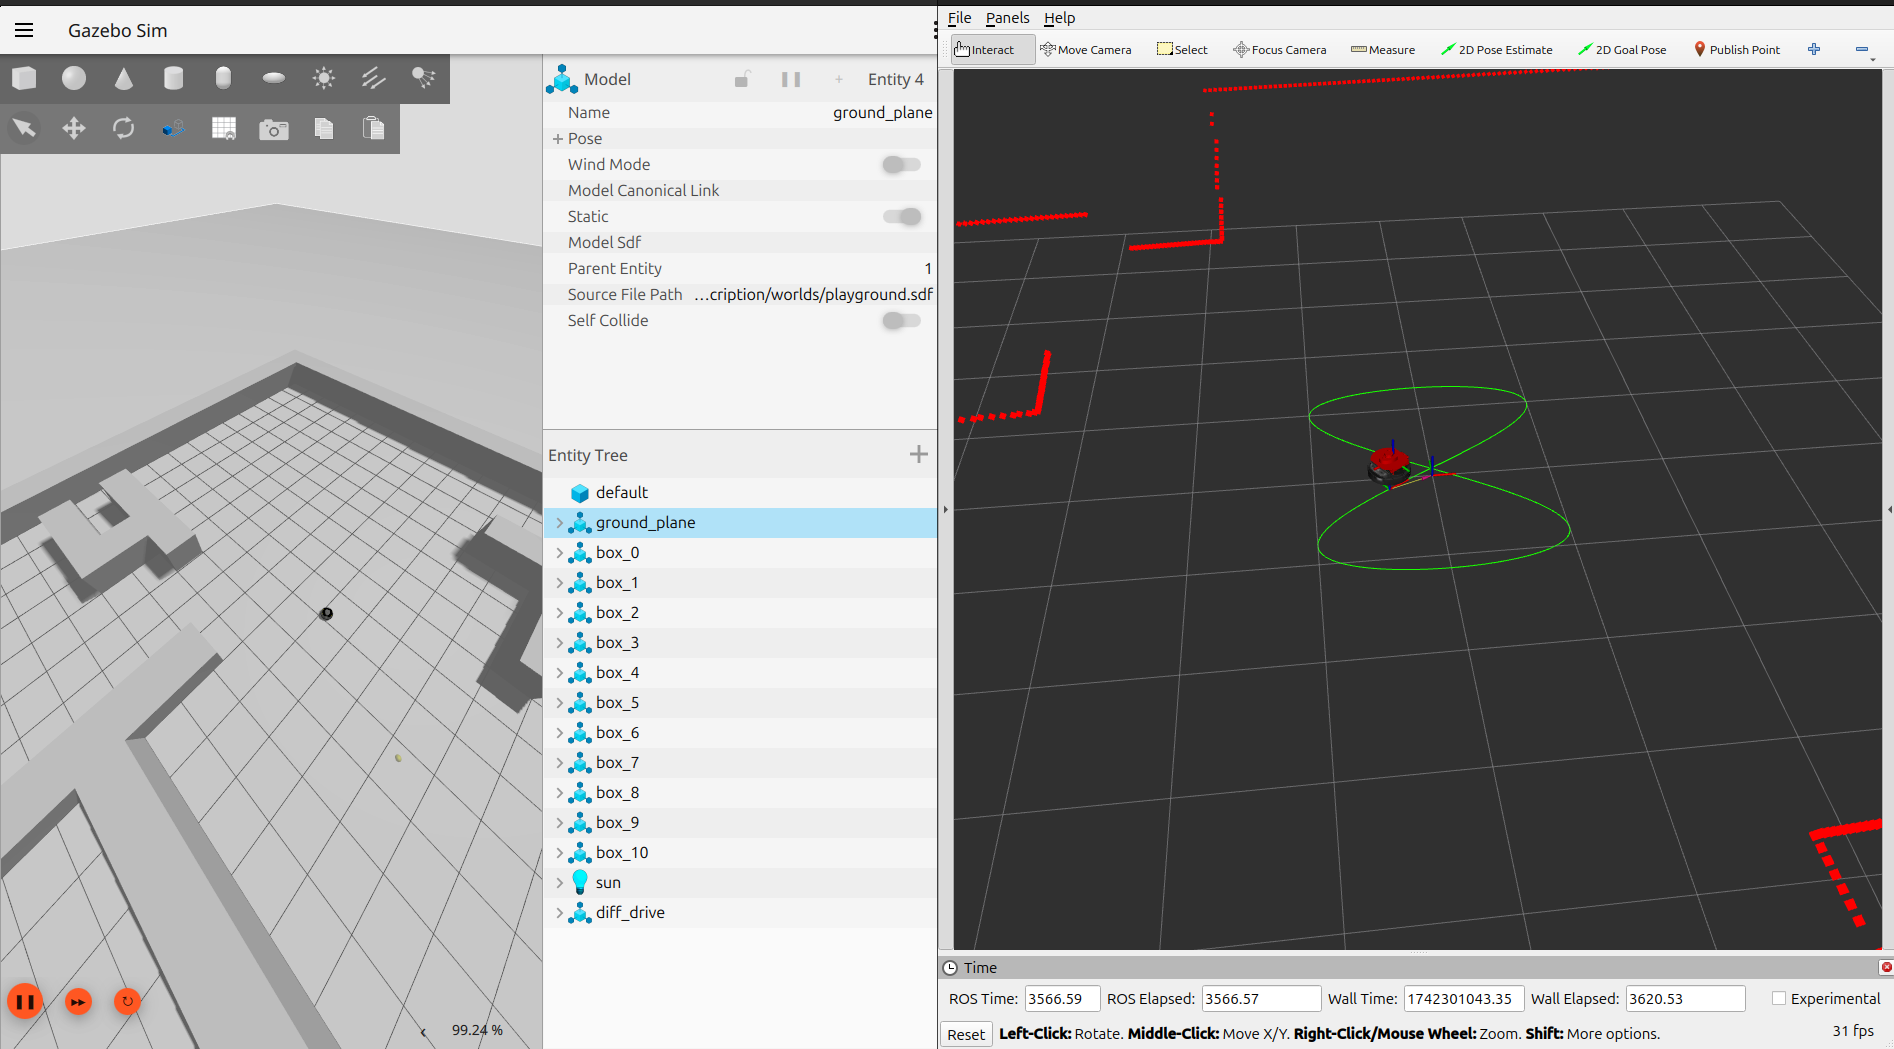 Gazebo Sim
Model
Entity 4
Name ground_plane
Pose
Wind Mode
Model Canonical Link
Static
Model Sdf
Parent Entity 1
Source File Path ...cription/worlds/playground.sdf
Self Collide
Entity Tree
default
ground_plane
box_0
box_1
box_2
box_3
box_4
box_5
box_6
box_7
box_8
box_9
box_10
sun
diff_drive
99.24 %
File Panels Help
Interact Move Camera Select Focus Camera Measure 2D Pose Estimate 2D Goal Pose Publish Point
Time
ROS Time: 3566.59 ROS Elapsed: 3566.57 Wall Time: 1742301043.35 Wall Elapsed: 3620.53 Experimental
Reset Left-Click: Rotate. Middle-Click: Move X/Y. Right-Click/Mouse Wheel: Zoom. Shift: More options. 31 fps